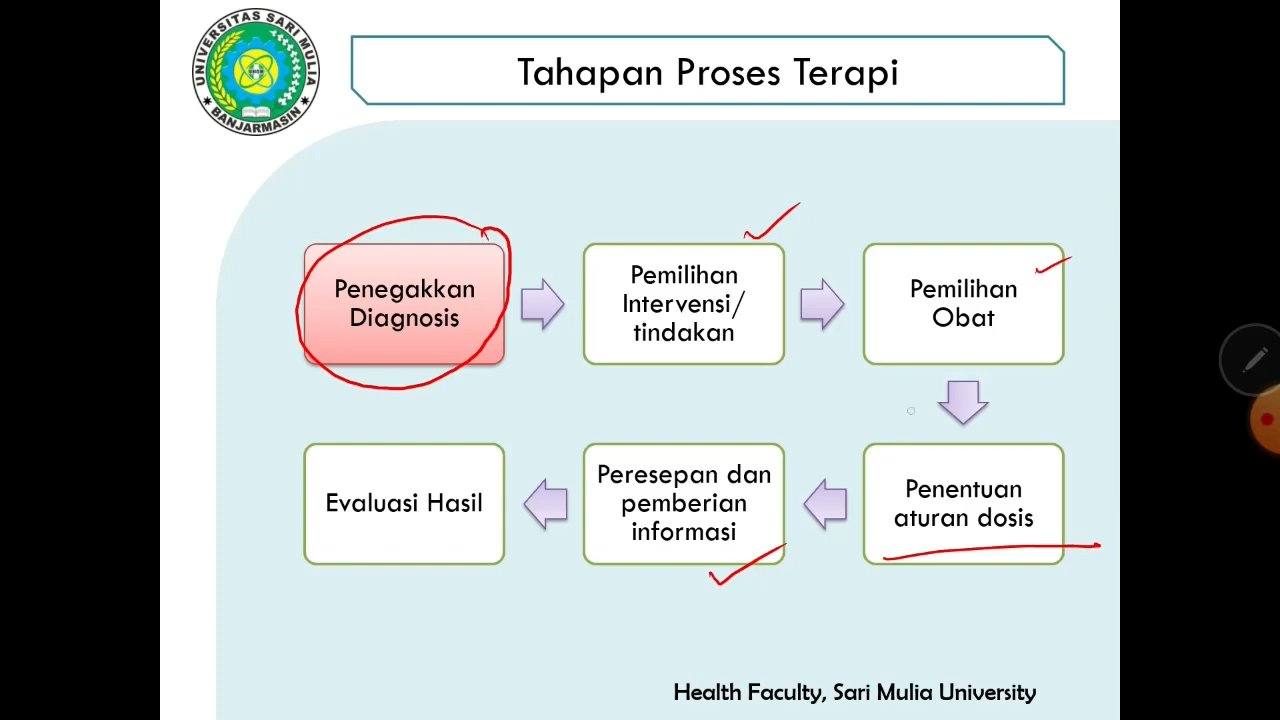 UNIVERSITAS SARI MULIA
BANJARMASIN
Tahapan Proses Terapi
Penegakkan
Diagnosis
Pemilihan
Intervensi/
tindakan
Pemilihan
Obat
Penentuan
aturan dosis
Peresepan dan
pemberian
informasi
Evaluasi Hasil
Health Faculty, Sari Mulia University